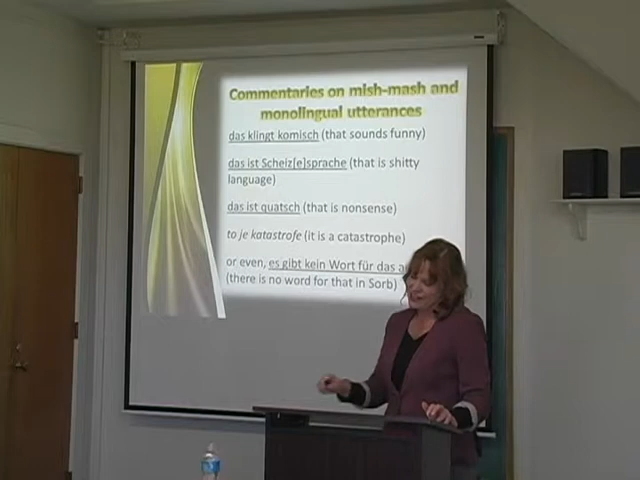 Commentaries on mish-mash and
monolingual utterances
das klingt komisch (that sounds funny)
das ist Scheiz[e]sprache (that is shitty
language)
das ist quatsch (that is nonsense)
to je katastrofe (it is a catastrophe)
or even, es gibt kein Wort für das
(there is no word for that in Sorb)